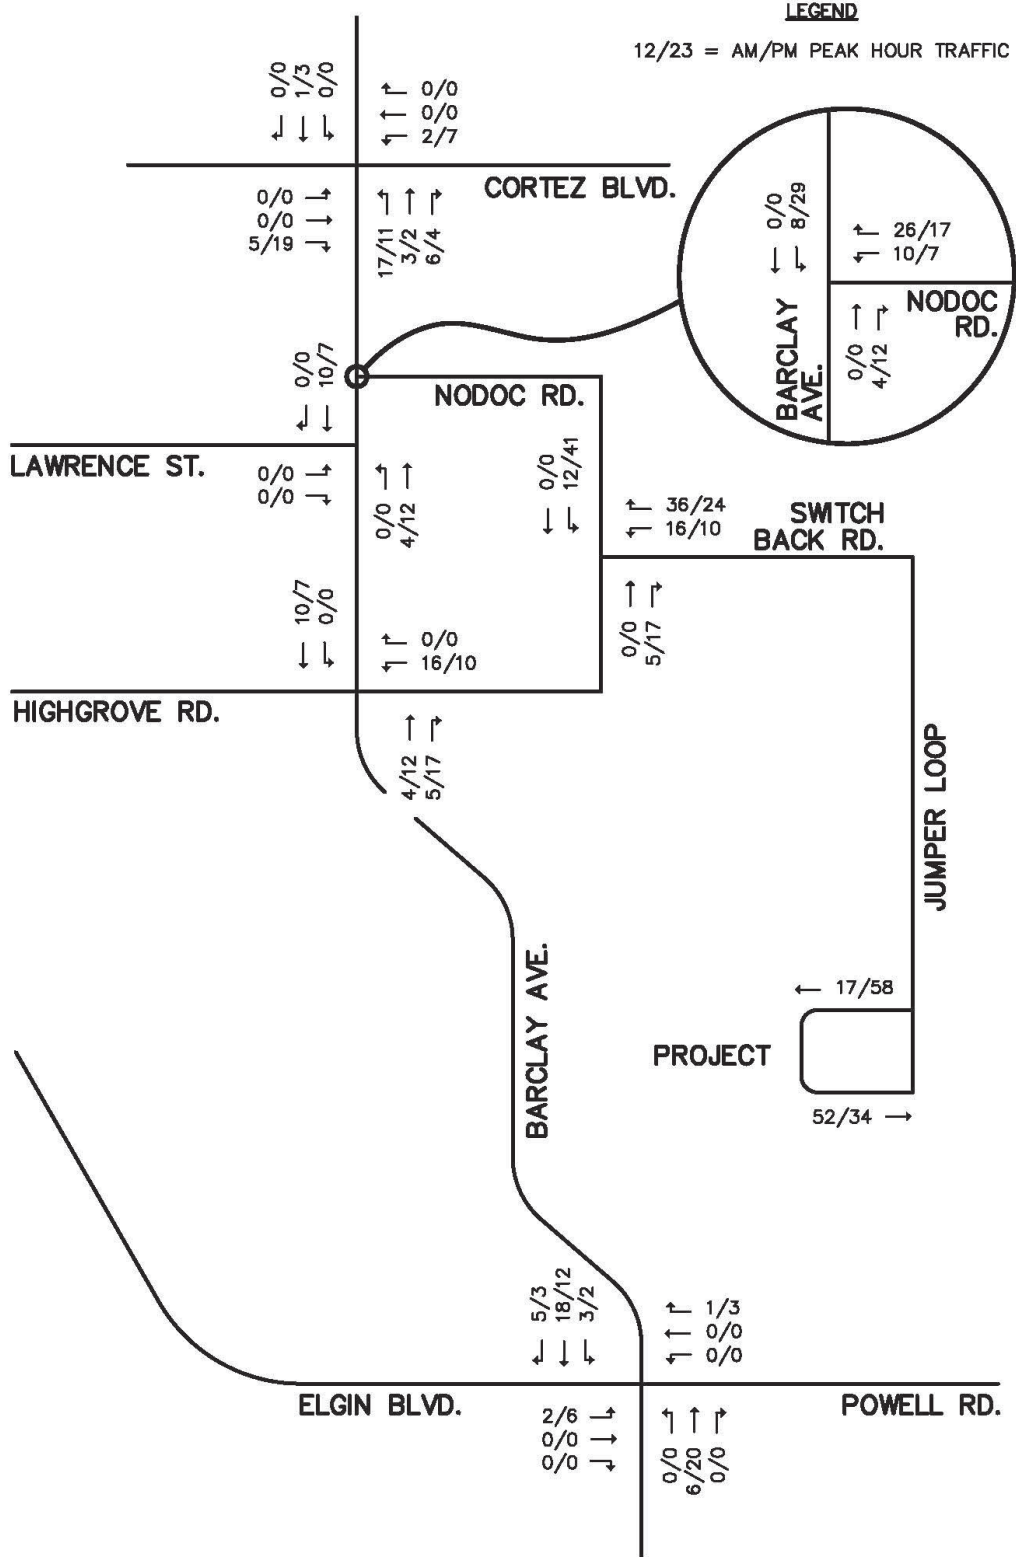 LEGEND
12/23 = AM/PM PEAK HOUR TRAFFIC
0/0
1/3
0/0
0/0
0/0
2/7
CORTEZ BLVD.
0/0
0/0
5/19
17/11
3/2
6/4
0/0
8/29
26/17
10/7
BARCLAY
AVE.
0/0
4/12
NODOC
RD.
0/0
10/7
NODOC RD.
LAWRENCE ST.
0/0
0/0
0/0
4/12
0/0
12/41
36/24
16/10
SWITCH
BACK RD.
0/0
5/17
10/7
0/0
0/0
16/10
HIGHGROVE RD.
4/12
5/17
JUMPER LOOP
BARCLAY AVE.
17/58
PROJECT
52/34
5/3
18/12
3/2
1/3
0/0
0/0
ELGIN BLVD.
POWELL RD.
2/6
0/0
0/0
0/0
6/20
0/0